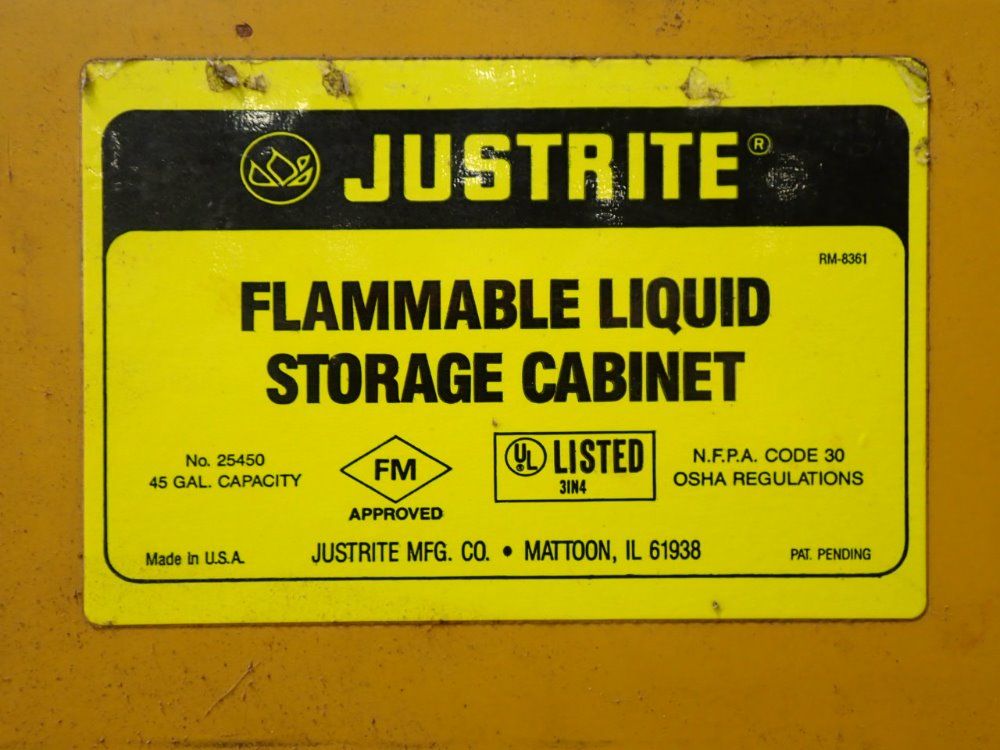 JUSTRITE®
RM-8361
FLAMMABLE LIQUID
STORAGE CABINET
No. 25450
45 GAL. CAPACITY
FM
APPROVED
UL LISTED
3IN4
N.F.P.A. CODE 30
OSHA REGULATIONS
Made in U.S.A.
JUSTRITE MFG. CO. • MATTOON, IL 61938
PAT. PENDING